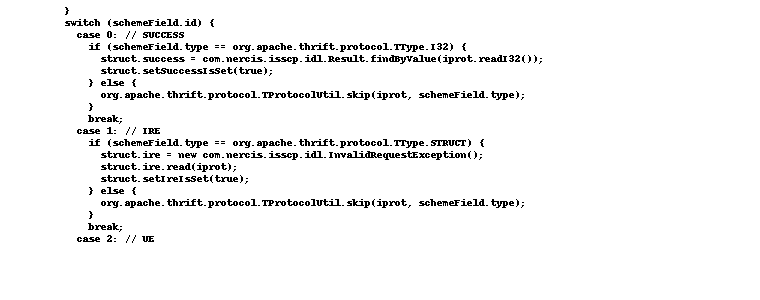 }
switch (schemeField.id) {
case 0: // SUCCESS
if (schemeField.type == org.apache.thrift.protocol.TType.I32) {
struct.success = com.nercis.isscp.idl.Result.findByValue(iprot.readI32());
struct.setSuccessIsSet(true);
} else {
org.apache.thrift.protocol.TProtocolUtil.skip(iprot, schemeField.type);
}
break;
case 1: // IRE
if (schemeField.type == org.apache.thrift.protocol.TType.STRUCT) {
struct.ire = new com.nercis.isscp.idl.InvalidRequestException();
struct.ire.read(iprot);
struct.setIreIsSet(true);
} else {
org.apache.thrift.protocol.TProtocolUtil.skip(iprot, schemeField.type);
}
break;
case 2: // UE